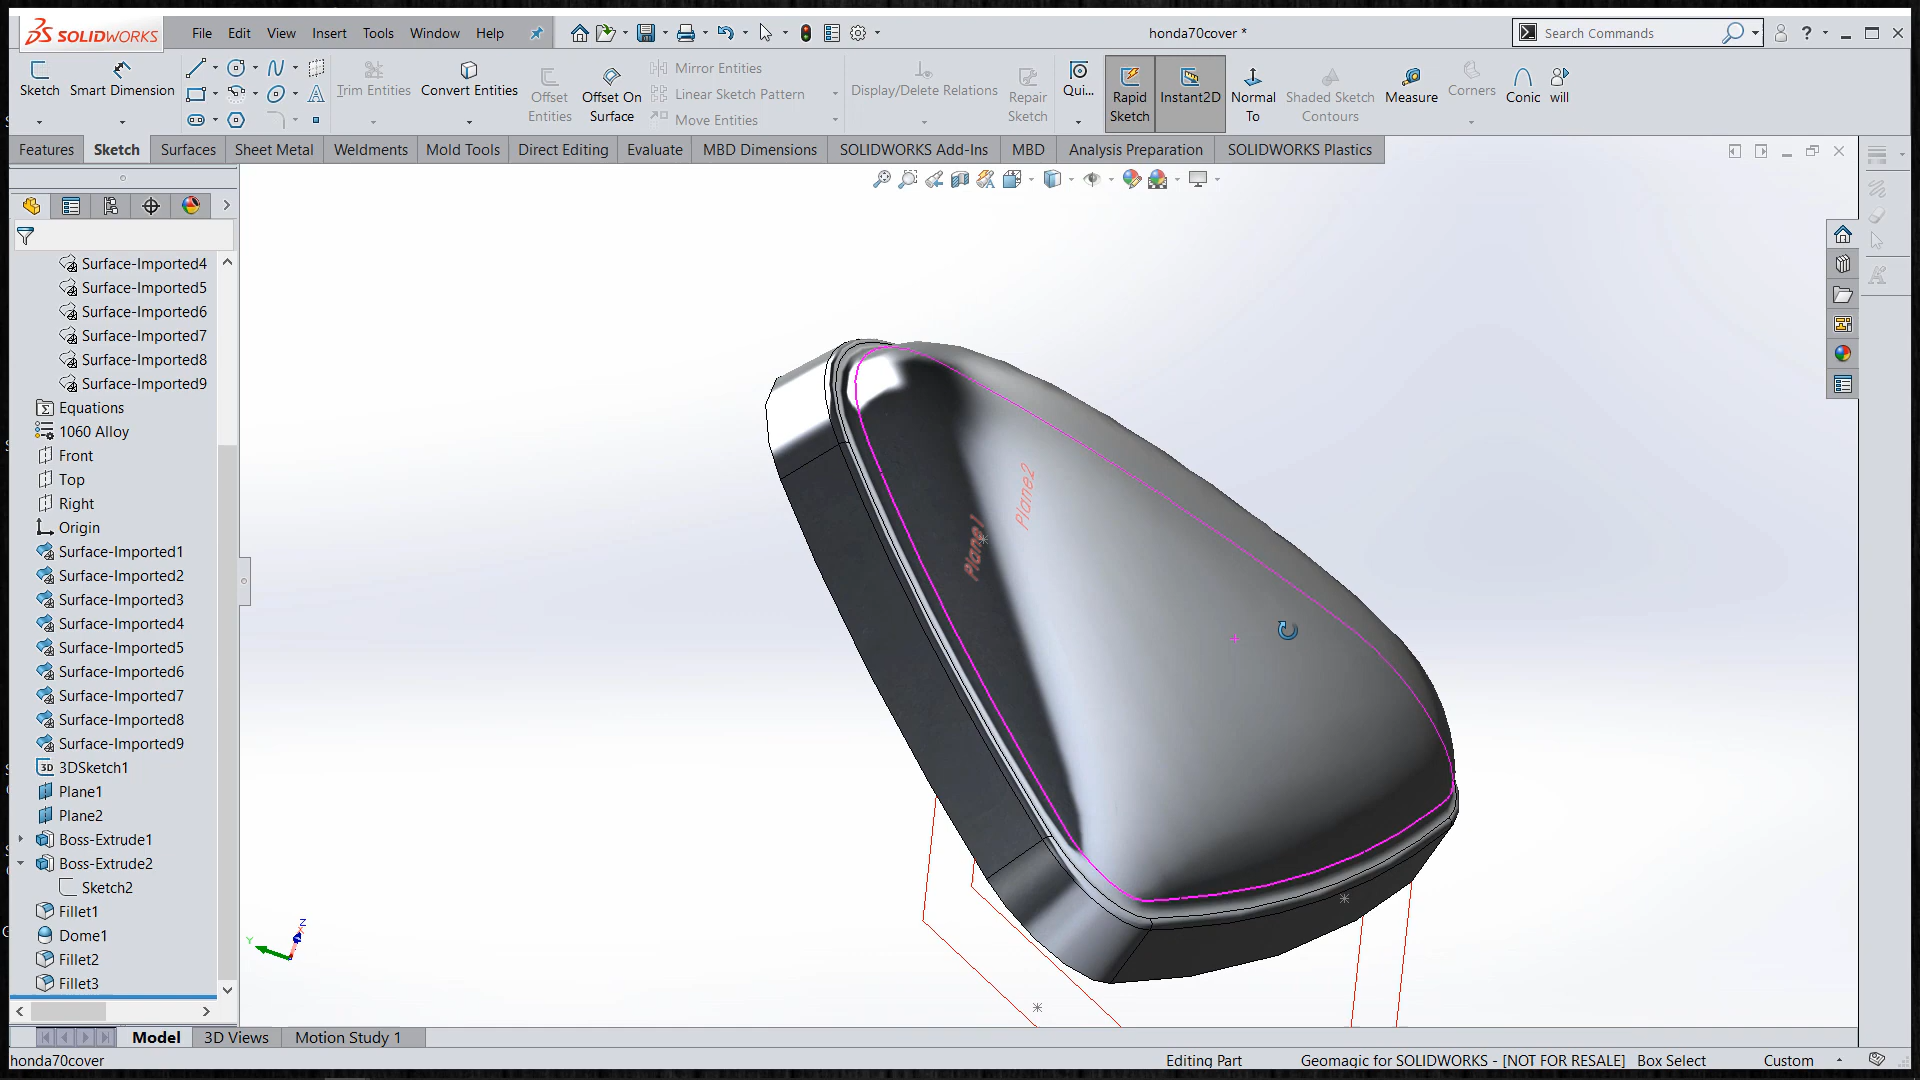 SOLIDWORKS
File Edit View Insert Tools Window Help
honda70cover *
Search Commands
?
Sketch
Smart Dimension
Trim Entities
Convert Entities
Offset Entities
Offset On Surface
Mirror Entities
Linear Sketch Pattern
Move Entities
Display/Delete Relations
Repair Sketch
Qui...
Rapid Sketch
Instant2D
Normal To
Shaded Sketch Contours
Measure
Corners
Conic
will
Features Sketch Surfaces Sheet Metal Weldments Mold Tools Direct Editing Evaluate MBD Dimensions SOLIDWORKS Add-Ins MBD Analysis Preparation SOLIDWORKS Plastics
Surface-Imported4
Surface-Imported5
Surface-Imported6
Surface-Imported7
Surface-Imported8
Surface-Imported9
Equations
1060 Alloy
Front
Top
Right
Origin
Surface-Imported1
Surface-Imported2
Surface-Imported3
Surface-Imported4
Surface-Imported5
Surface-Imported6
Surface-Imported7
Surface-Imported8
Surface-Imported9
3D 3DSketch1
Plane1
Plane2
Boss-Extrude1
Boss-Extrude2
Sketch2
Fillet1
Dome1
Fillet2
Fillet3
Plane2
Plane1
Z
Y
Model 3D Views Motion Study 1
honda70cover
Editing Part
Geomagic for SOLIDWORKS - [NOT FOR RESALE]
Box Select
Custom